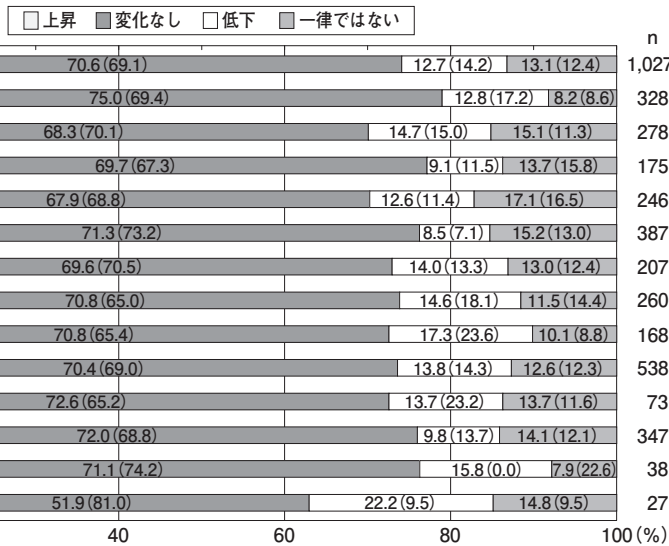 上昇 変化なし 低下 一律ではない
n
70.6(69.1) 12.7(14.2) 13.1(12.4) 1,027
75.0(69.4) 12.8(17.2) 8.2(8.6) 328
68.3(70.1) 14.7(15.0) 15.1(11.3) 278
69.7(67.3) 9.1(11.5) 13.7(15.8) 175
67.9(68.8) 12.6(11.4) 17.1(16.5) 246
71.3(73.2) 8.5(7.1) 15.2(13.0) 387
69.6(70.5) 14.0(13.3) 13.0(12.4) 207
70.8(65.0) 14.6(18.1) 11.5(14.4) 260
70.8(65.4) 17.3(23.6) 10.1(8.8) 168
70.4(69.0) 13.8(14.3) 12.6(12.3) 538
72.6(65.2) 13.7(23.2) 13.7(11.6) 73
72.0(68.8) 9.8(13.7) 14.1(12.1) 347
71.1(74.2) 15.8(0.0) 7.9(22.6) 38
51.9(81.0) 22.2(9.5) 14.8(9.5) 27
40 60 80 100(%)